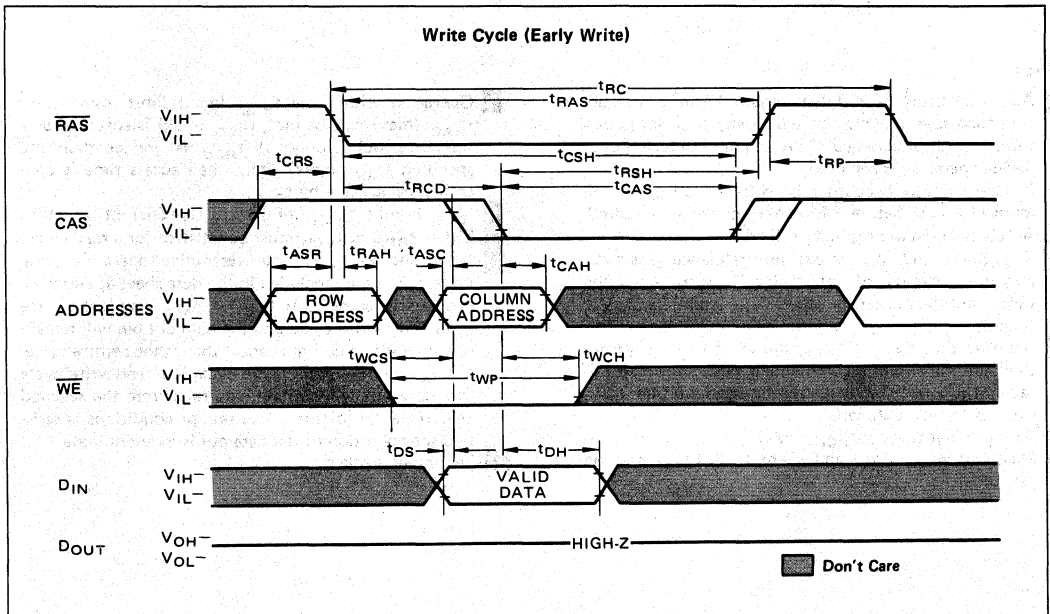 Write Cycle (Early Write)
tRC
tRAS
RAS
VIH
VIL
tCRS
tCSH
tRP
tRCD
tRSH
tCAS
CAS
VIH
VIL
tASR
tRAH
tASC
tCAH
ADDRESSES
VIH
VIL
ROW
ADDRESS
COLUMN
ADDRESS
tWCS
tWCH
tWP
WE
VIH
VIL
tDS
tDH
DIN
VIH
VIL
VALID
DATA
DOUT
VOH
VOL
HIGH-Z
Don't Care